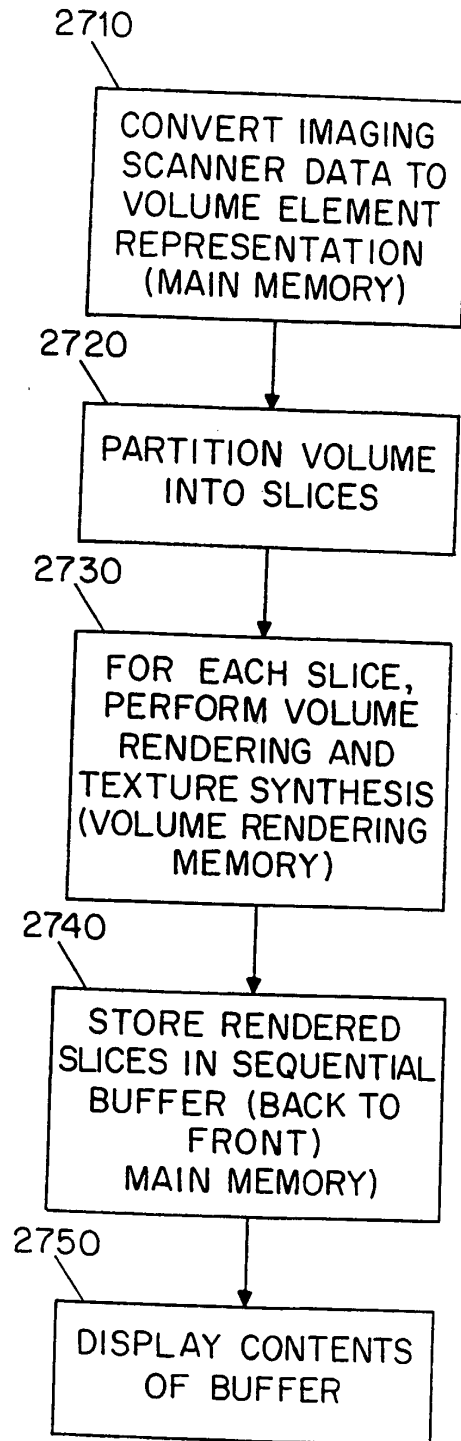 2710
CONVERT IMAGING
SCANNER DATA TO
VOLUME ELEMENT
REPRESENTATION
(MAIN MEMORY)
2720
PARTITION VOLUME
INTO SLICES
2730
FOR EACH SLICE,
PERFORM VOLUME
RENDERING AND
TEXTURE SYNTHESIS
(VOLUME RENDERING
MEMORY)
2740
STORE RENDERED
SLICES IN SEQUENTIAL
BUFFER (BACK TO
FRONT)
MAIN MEMORY)
2750
DISPLAY CONTENTS
OF BUFFER